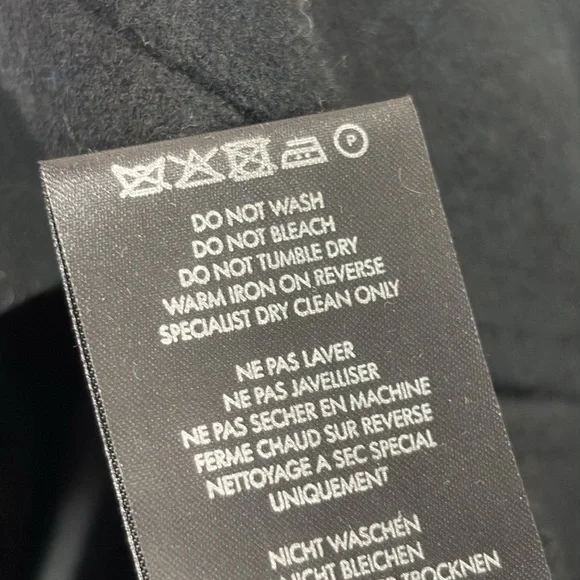 P
DO NOT WASH
DO NOT BLEACH
DO NOT TUMBLE DRY
WARM IRON ON REVERSE
SPECIALIST DRY CLEAN ONLY
NE PAS LAVER
NE PAS JAVELLISER
NE PAS SECHER EN MACHINE
FERME CHAUD SUR REVERSE
NETTOYAGE A SEC SPECIAL
UNIQUEMENT
NICHT WASCHEN
NICHT BLEICHEN
TROCKNEN